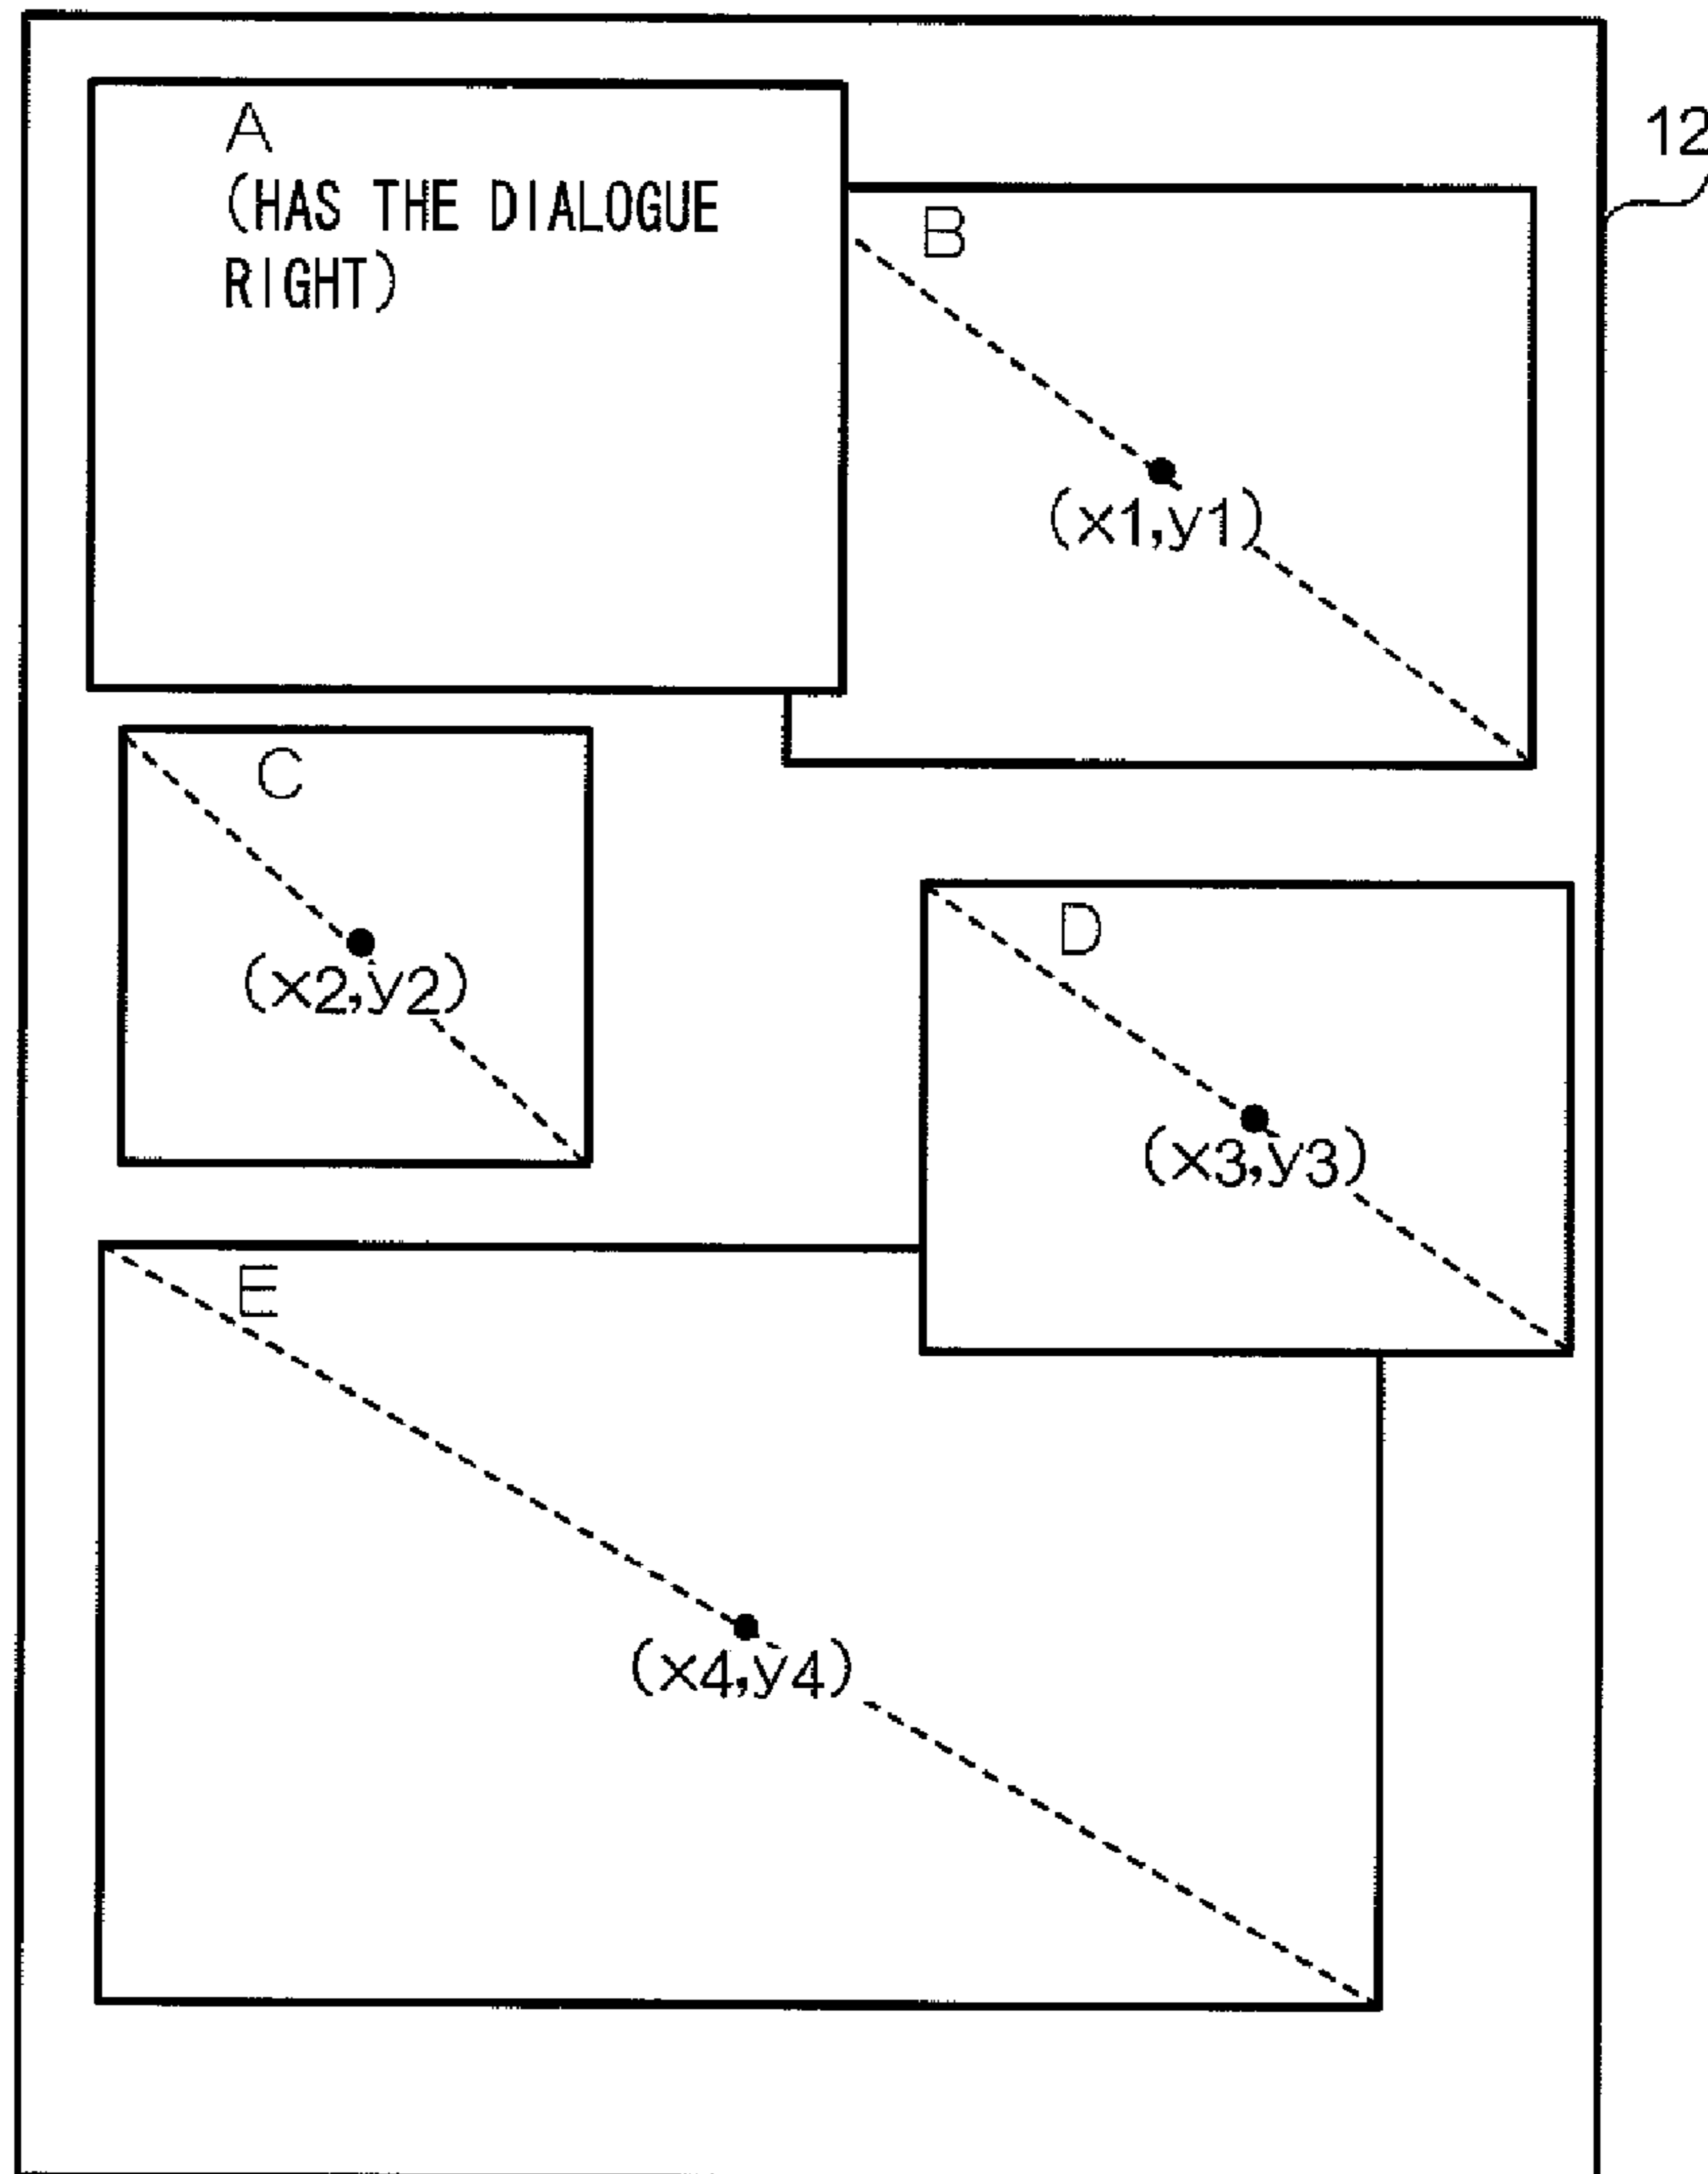 12
A
(HAS THE DIALOGUE
RIGHT)
B
(x1,y1)
C
(x2,y2)
D
(x3,y3)
E
(x4,y4)